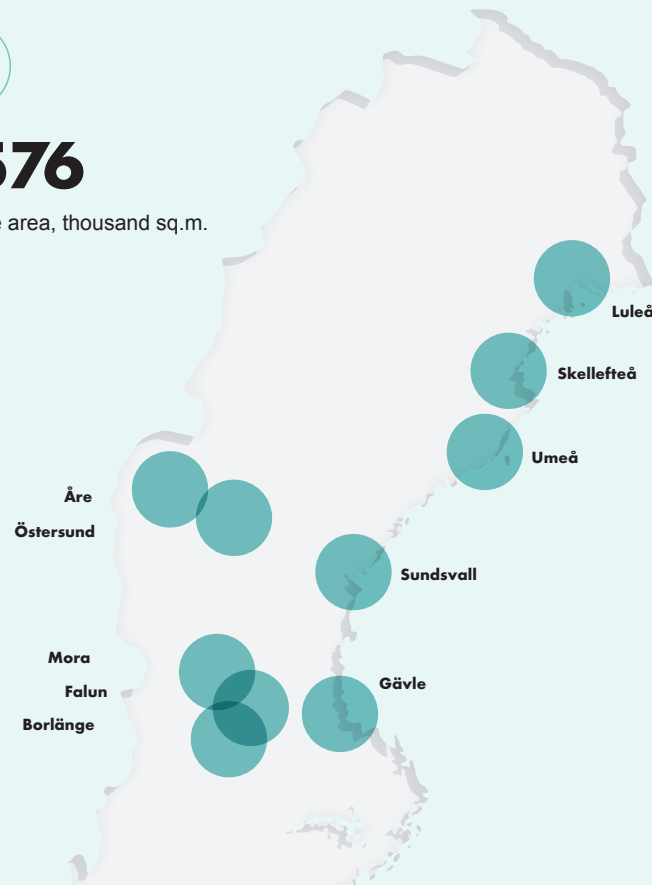 576
area, thousand sq.m.
Luleå
Skellefteå
Umeå
Åre
Östersund
Sundsvall
Mora
Gävle
Falun
Borlänge